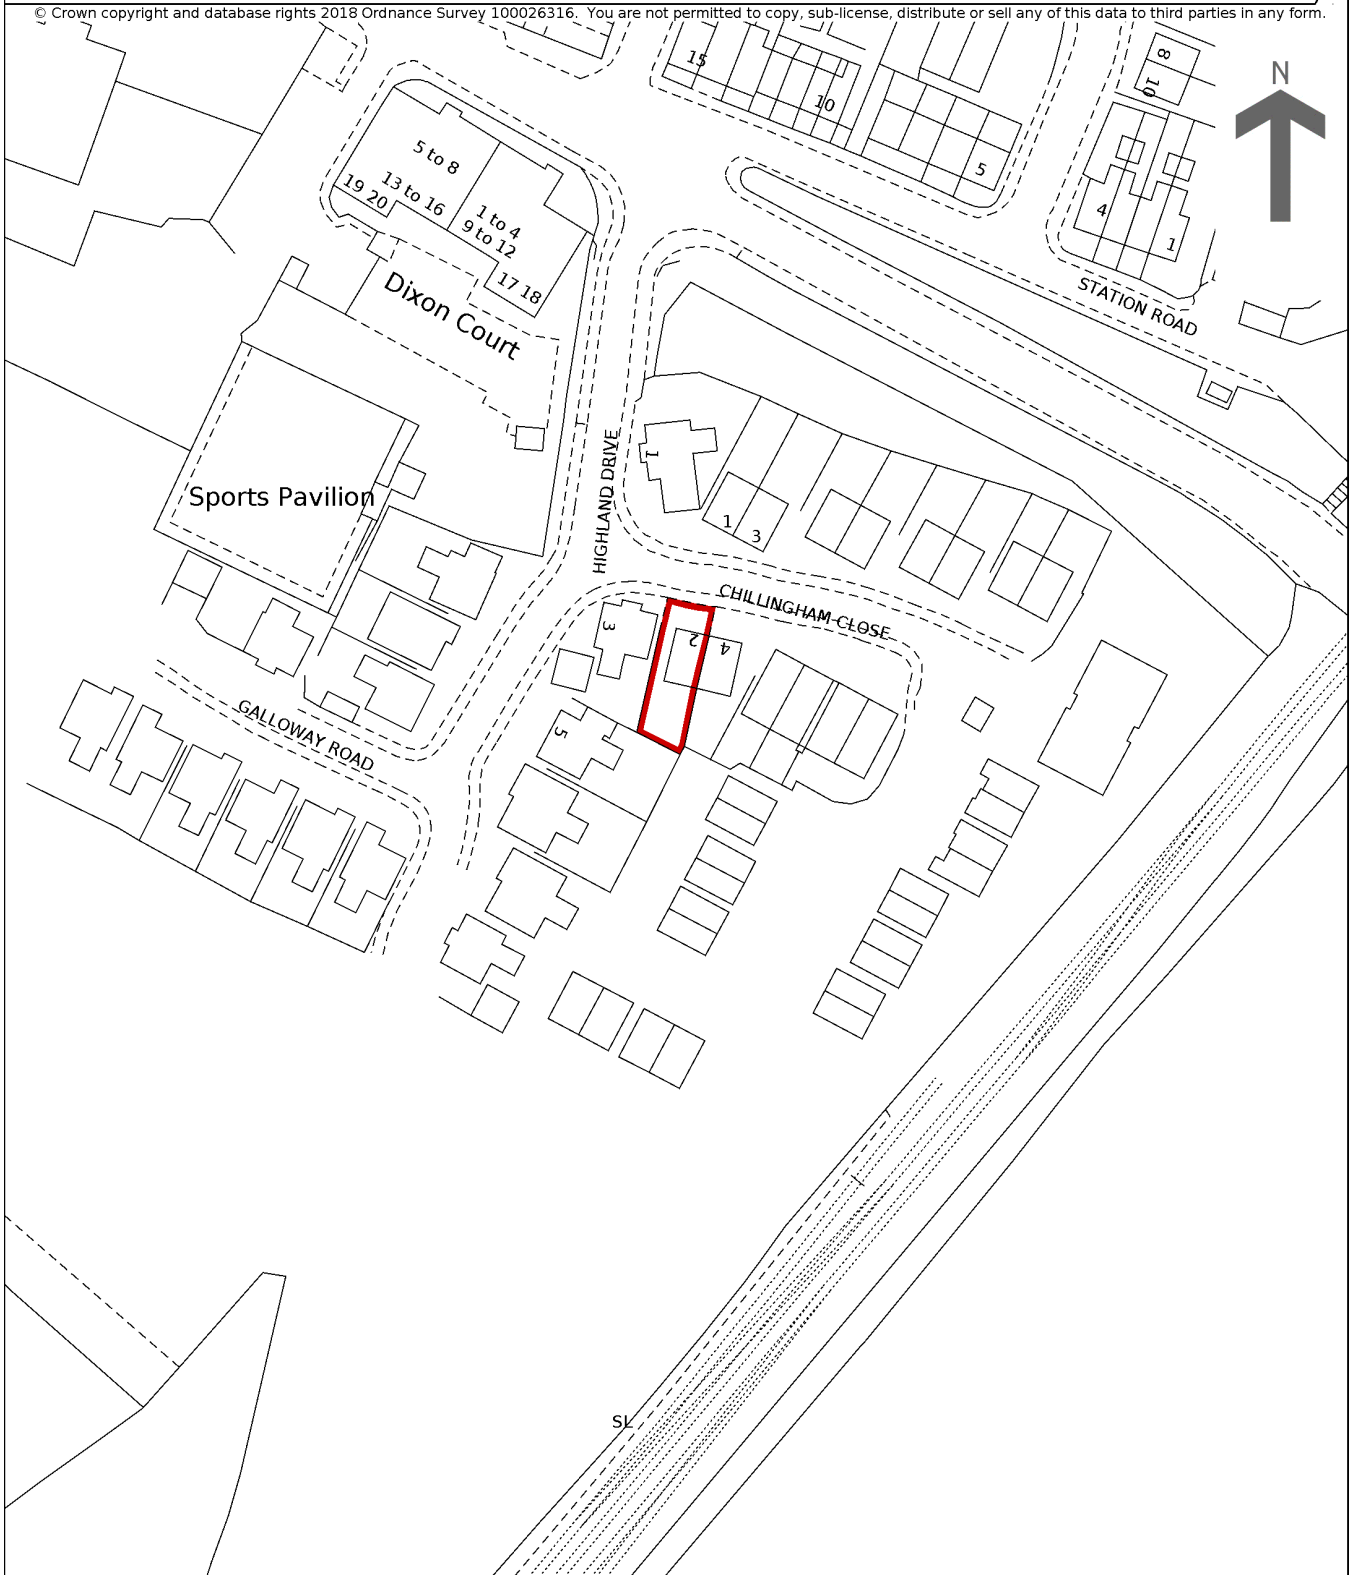 © Crown copyright and database rights 2018 Ordnance Survey 100026316. You are not permitted to copy, sub-license, distribute or sell any of this data to third parties in any form.
N
15
10
5
8
10
4
1
STATION ROAD
5 to 8
13 to 16
19 20
1 to 4
9 to 12
17 18
Dixon Court
Sports Pavilion
HIGHLAND DRIVE
1
1
3
CHILLINGHAM CLOSE
3
2
4
5
GALLOWAY ROAD
SL